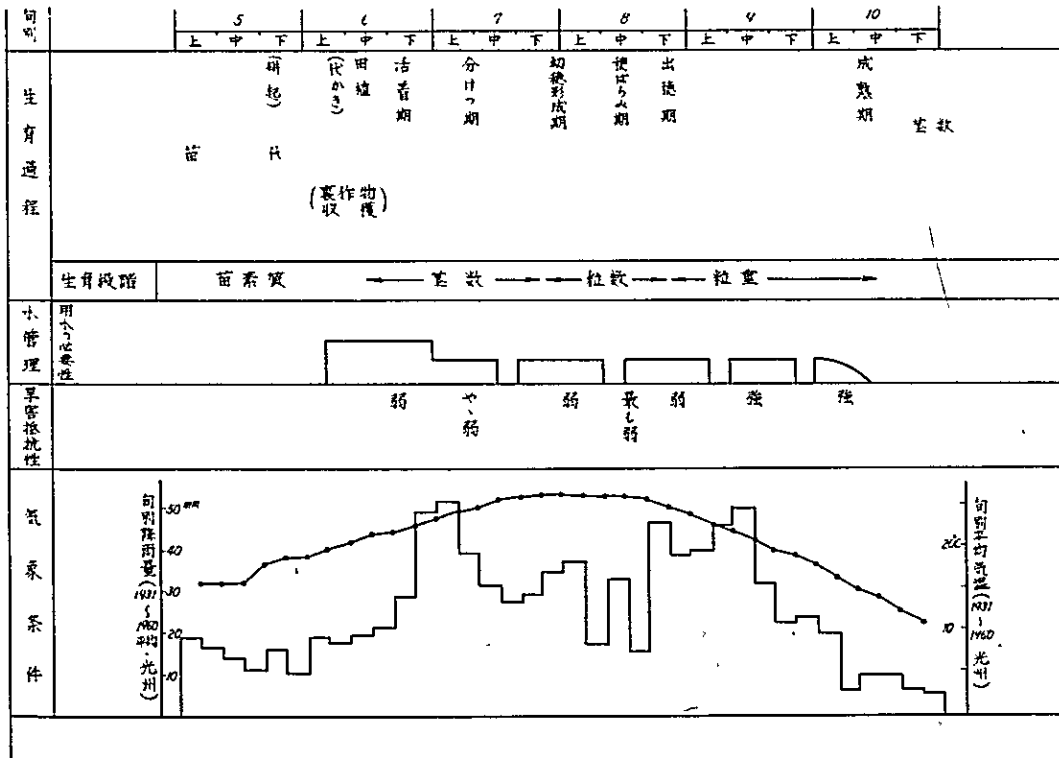 旬別
5 6 7 8 9 10
上 中 下 上 中 下 上 中 下 上 中 下 上 中 下 上 中 下
生育過程
(耕起)
(代かき)
田植
活着期
分けつ期
幼穂形成期
穂ばらみ期
出穂期
成熟期
苗 代
(裏作物
収穫)
生育段階
苗素質
茎数
粒数
粒重
水管理
用水の必要性
旱害抵抗性
弱
やゝ弱
弱
最も弱
弱
強
強
気象条件
旬別降雨量(1931~1960平均・光州)
50 mm
40
30
20
10
旬別平均気温(1931~1960 光州)
20℃
10